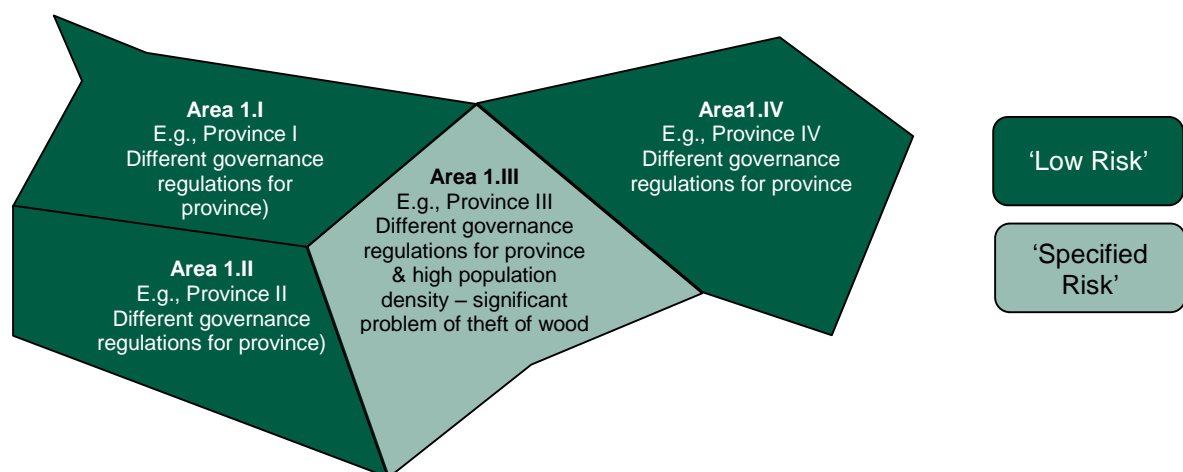 Area 1.I
E.g., Province I
Different governance
regulations for
province)
Area 1.II
E.g., Province II
Different governance
regulations for province)
Area 1.III
E.g., Province III
Different governance
regulations for province
& high population
density – significant
problem of theft of wood
Area1.IV
E.g., Province IV
Different governance
regulations for province
‘Low Risk’
‘Specified
Risk’